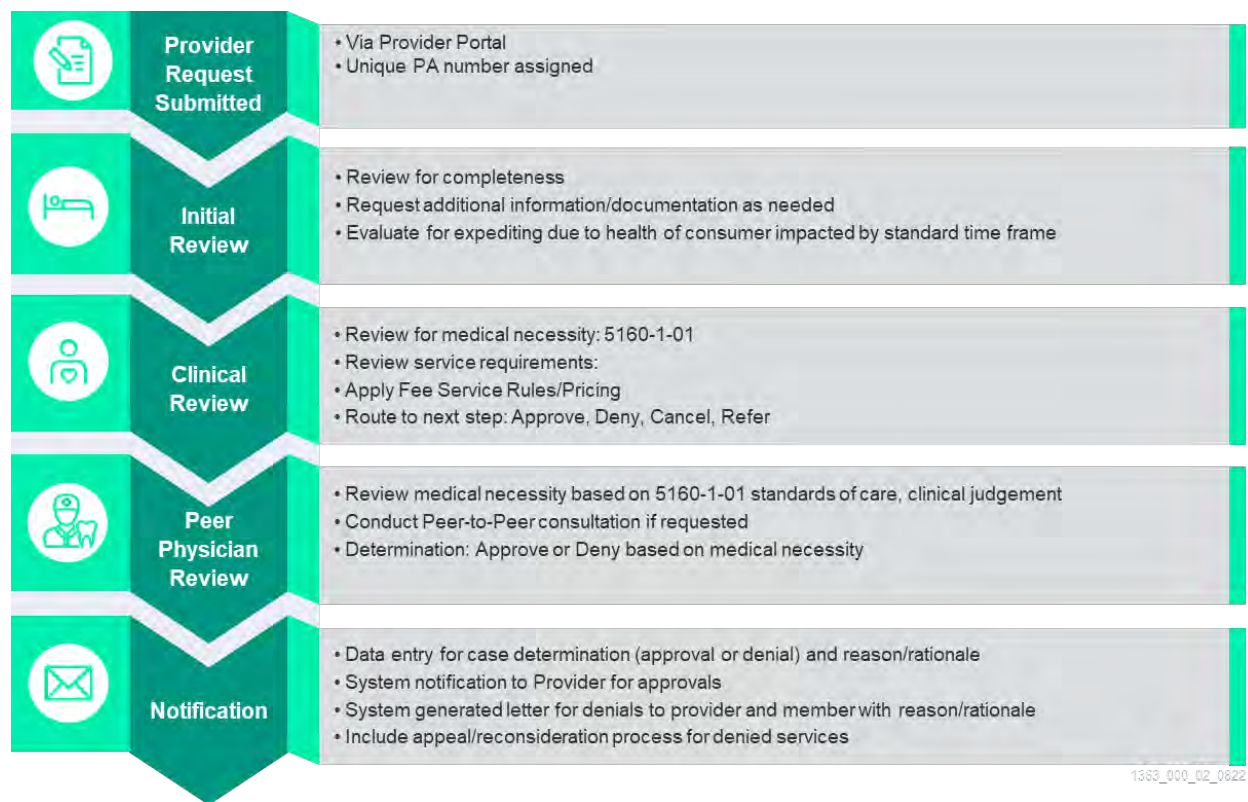 Provider
Request
Submitted
• Via Provider Portal
• Unique PA number assigned
Initial
Review
• Review for completeness
• Request additional information/documentation as needed
• Evaluate for expediting due to health of consumer impacted by standard time frame
Clinical
Review
• Review for medical necessity: 5160-1-01
• Review service requirements:
• Apply Fee Service Rules/Pricing
• Route to next step: Approve, Deny, Cancel, Refer
Peer
Physician
Review
• Review medical necessity based on 5160-1-01 standards of care, clinical judgement
• Conduct Peer-to-Peer consultation if requested
• Determination: Approve or Deny based on medical necessity
Notification
• Data entry for case determination (approval or denial) and reason/rationale
• System notification to Provider for approvals
• System generated letter for denials to provider and member with reason/rationale
• Include appeal/reconsideration process for denied services
1363_000_02_0822